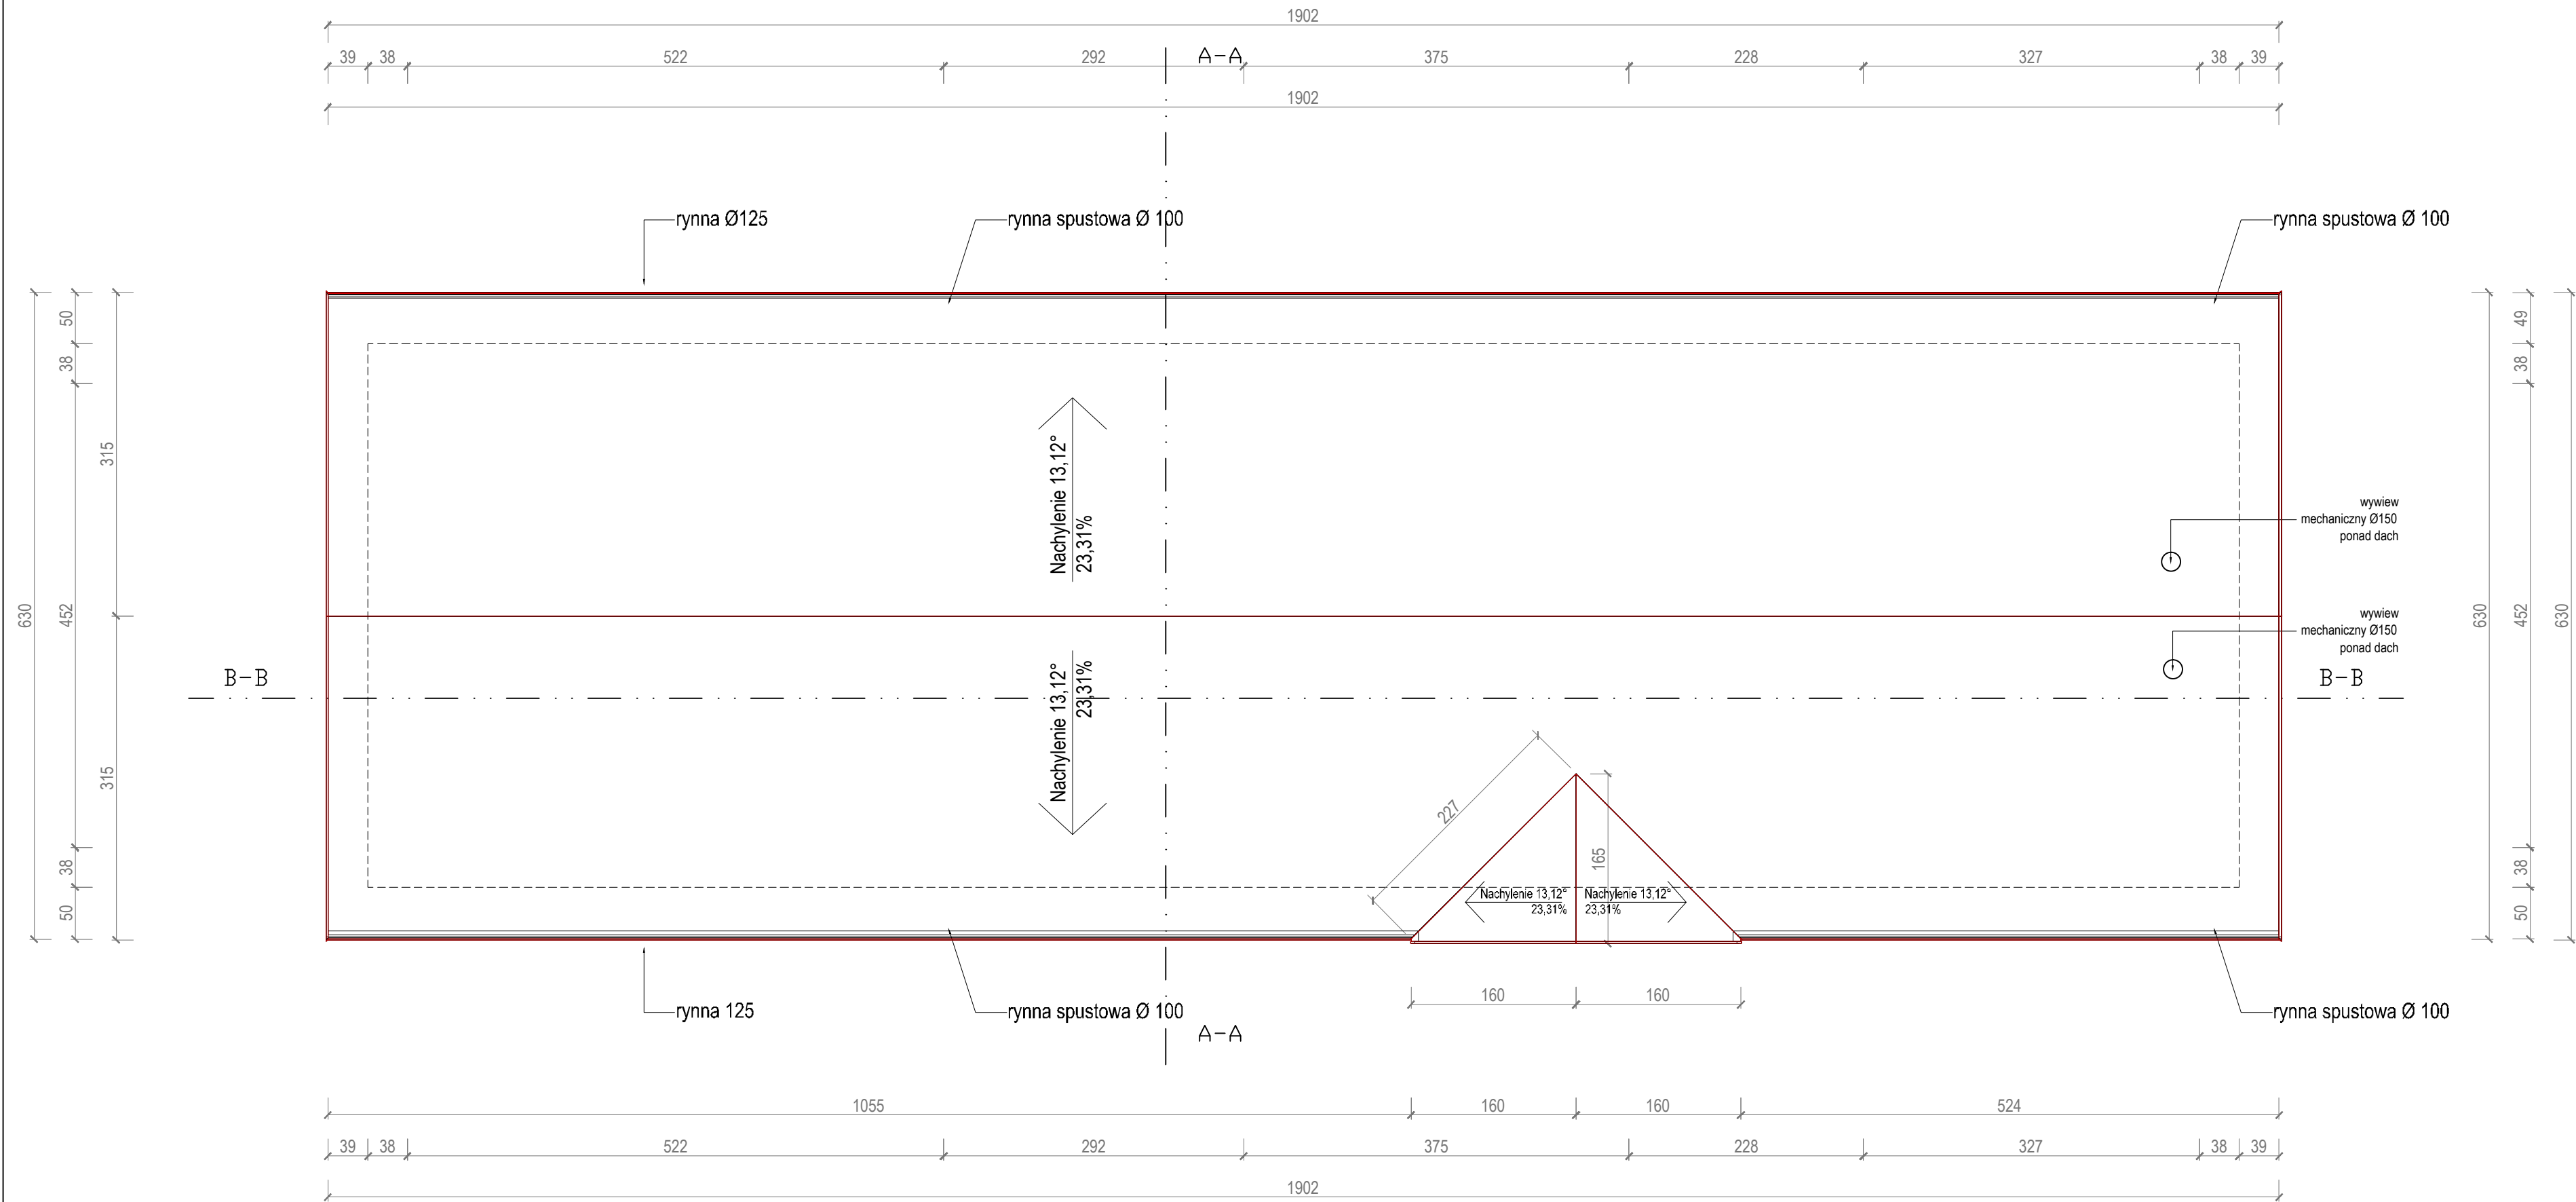 1902
39 38 522 292 A-A 375 228 327 38 39
1902
rynna Ø125
rynna spustowa Ø 100
rynna spustowa Ø 100
630
50
38
452
38
50
315
315
Nachylenie 13,12°
23,31%
Nachylenie 13,12°
23,31%
wywiew
mechaniczny Ø150
ponad dach
wywiew
mechaniczny Ø150
ponad dach
630
49
38
452
38
50
630
B-B
B-B
227
165
Nachylenie 13,12°
23,31%
Nachylenie 13,12°
23,31%
160 160
rynna 125
rynna spustowa Ø 100
rynna spustowa Ø 100
A-A
1055 160 160 524
39 38 522 292 375 228 327 38 39
1902